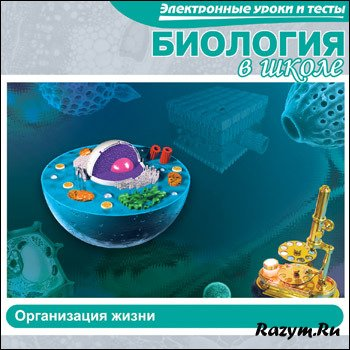 Электронные уроки и тесты
БИОЛОГИЯ
в школе
Организация жизни
Razym.Ru